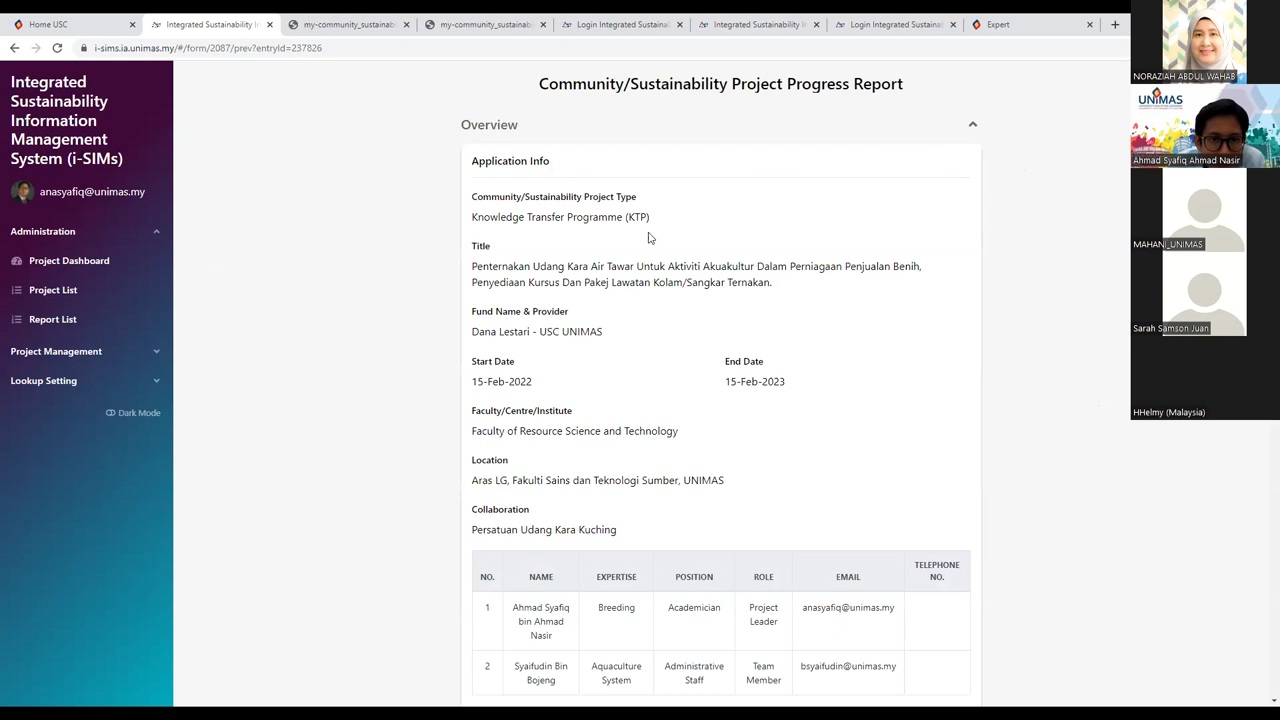 Home USC
Integrated Sustainability In
my-community_sustainab
my-community_sustainab
Login Integrated Sustainab
Integrated Sustainability In
Login Integrated Sustainab
Expert
i-sims.ia.unimas.my/#/form/2087/prev?entryId=237826
Integrated
Sustainability
Information
Management
System (i-SIMs)
anasyafiq@unimas.my
Administration
Project Dashboard
Project List
Report List
Project Management
Lookup Setting
Dark Mode
Community/Sustainability Project Progress Report
Overview
Application Info
Community/Sustainability Project Type
Knowledge Transfer Programme (KTP)
Title
Penternakan Udang Kara Air Tawar Untuk Aktiviti Akuakultur Dalam Perniagaan Penjualan Benih,
Penyediaan Kursus Dan Pakej Lawatan Kolam/Sangkar Ternakan.
Fund Name & Provider
Dana Lestari - USC UNIMAS
Start Date End Date
15-Feb-2022 15-Feb-2023
Faculty/Centre/Institute
Faculty of Resource Science and Technology
Location
Aras LG, Fakulti Sains dan Teknologi Sumber, UNIMAS
Collaboration
Persatuan Udang Kara Kuching
NO. NAME EXPERTISE POSITION ROLE EMAIL TELEPHONE NO.
1 Ahmad Syafiq bin Ahmad Nasir Breeding Academician Project Leader anasyafiq@unimas.my
2 Syaifudin Bin Bojeng Aquaculture System Administrative Staff Team Member bsyaifudin@unimas.my
NORAZIAH ABDUL WAHAB
UNIMAS
Ahmad Syafiq Ahmad Nasir
MAHANI_UNIMAS
Sarah Samson Juan
HHelmy (Malaysia)